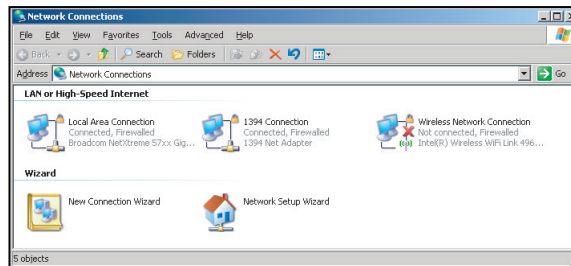 Network Connections
File Edit View Favorites Tools Advanced Help
Back Search Folders
Address Network Connections Go
LAN or High-Speed Internet
Local Area Connection
Connected, Firewalled
Broadcom NetXtreme 57xx Gig...
1394 Connection
Connected, Firewalled
1394 Net Adapter
Wireless Network Connection
Not connected, Firewalled
Intel(R) Wireless WiFi Link 496...
Wizard
New Connection Wizard
Network Setup Wizard
5 objects